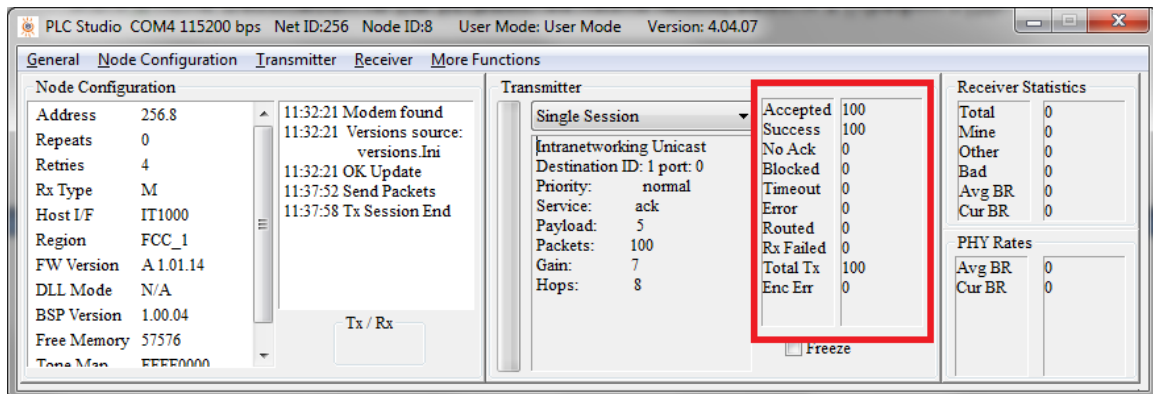 PLC Studio COM4 115200 bps Net ID:256 Node ID:8 User Mode: User Mode Version: 4.04.07
General Node Configuration Transmitter Receiver More Functions
Node Configuration
Address 256.8
Repeats 0
Retries 4
Rx Type M
Host I/F IT1000
Region FCC_1
FW Version A 1.01.14
DLL Mode N/A
BSP Version 1.00.04
Free Memory 57576
Tone Map FFFF0000
11:32:21 Modem found
11:32:21 Versions source:
versions.Ini
11:32:21 OK Update
11:37:52 Send Packets
11:37:58 Tx Session End
Tx / Rx
Transmitter
Single Session
Intranetworking Unicast
Destination ID: 1 port: 0
Priority: normal
Service: ack
Payload: 5
Packets: 100
Gain: 7
Hops: 8
Accepted 100
Success 100
No Ack 0
Blocked 0
Timeout 0
Error 0
Routed 0
Rx Failed 0
Total Tx 100
Enc Err 0
Freeze
Receiver Statistics
Total 0
Mine 0
Other 0
Bad 0
Avg BR 0
Cur BR 0
PHY Rates
Avg BR 0
Cur BR 0